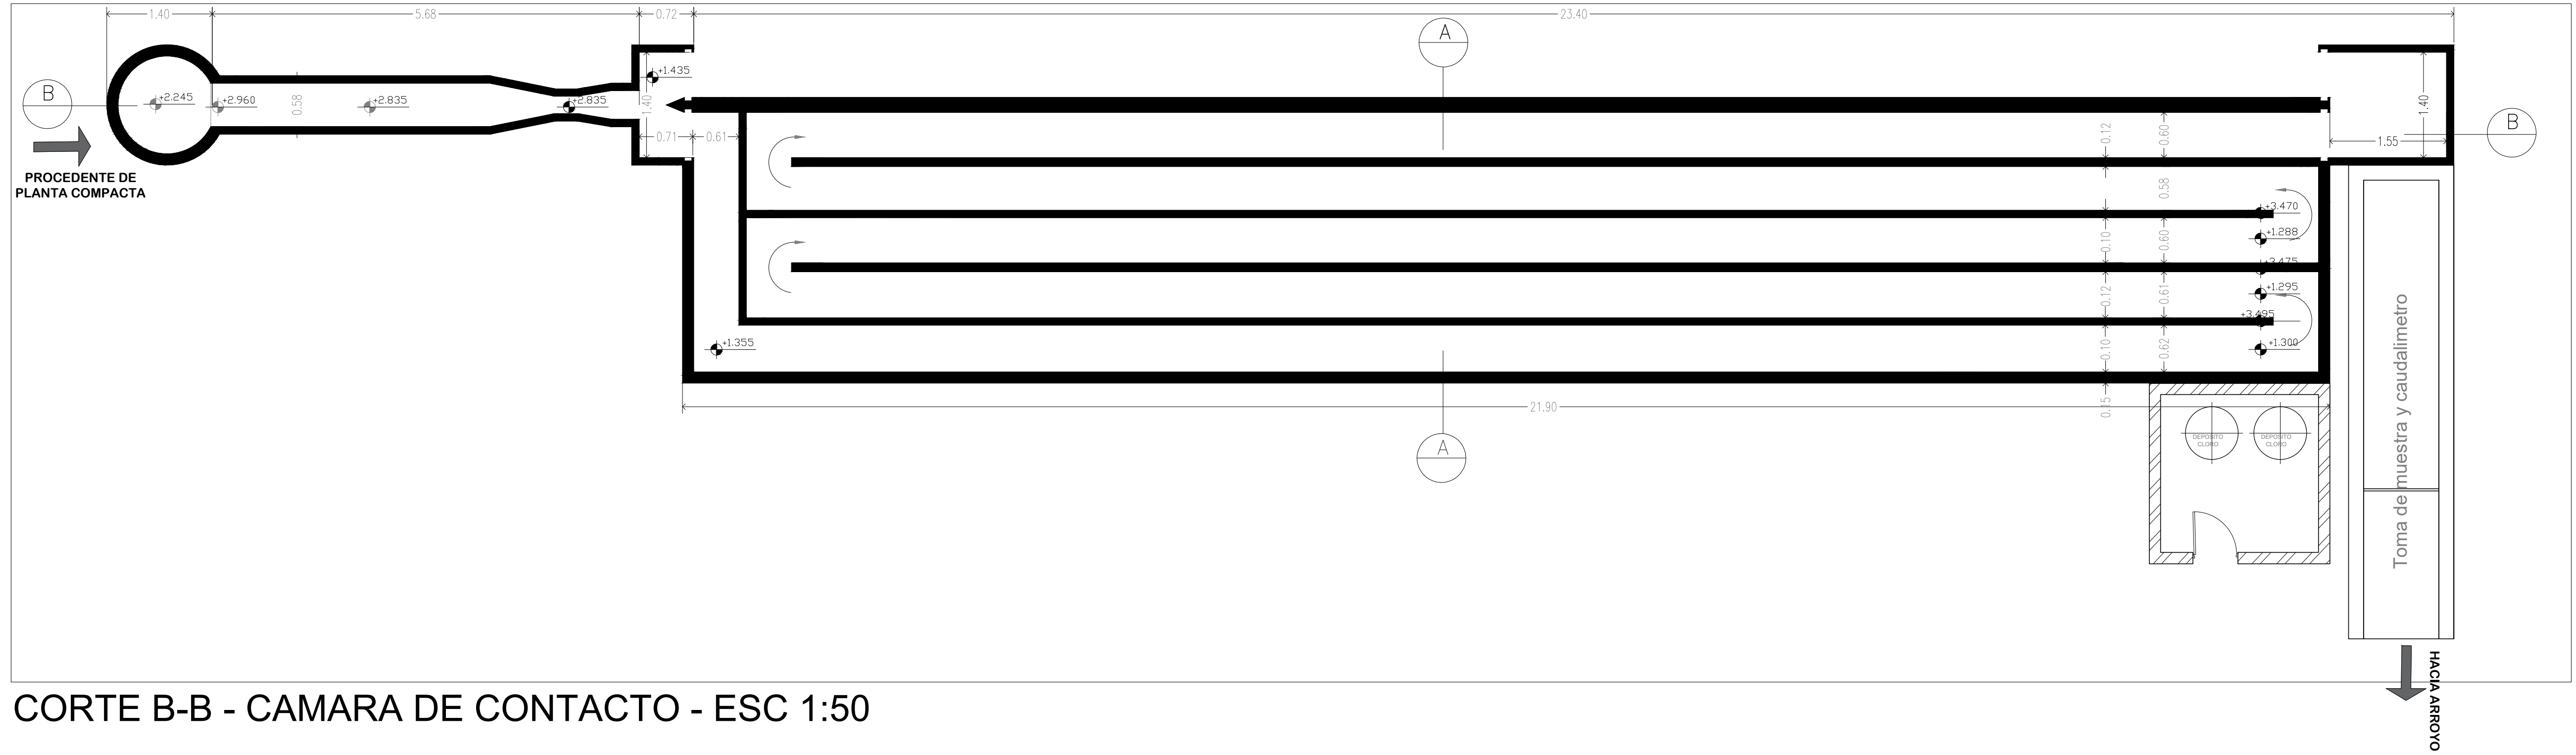 1.40
5.68
0.72
23.40
A
B
+2.245
+2.960
0.58
+2.835
+2.835
+1.435
1.40
0.71
0.61
0.12
0.60
1.40
1.55
B
PROCEDENTE DE
PLANTA COMPACTA
0.58
+3.470
+1.288
0.10
0.60
+3.475
+1.295
0.12
0.61
+3.495
+1.300
0.10
0.62
+1.355
21.90
0.15
A
DEPOSITO
CLORO
DEPOSITO
CLORO
Toma de muestra y caudalimetro
HACIA ARROYO
CORTE B-B - CAMARA DE CONTACTO - ESC 1:50